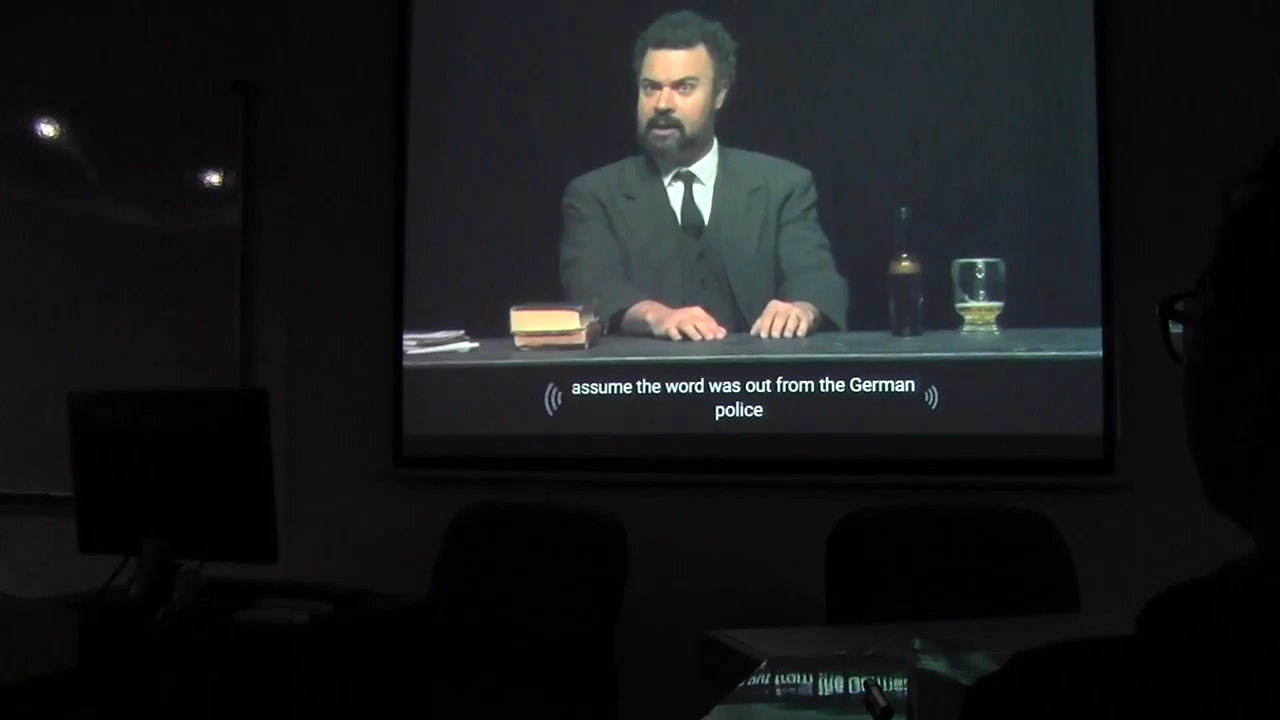 assume the word was out from the German
police